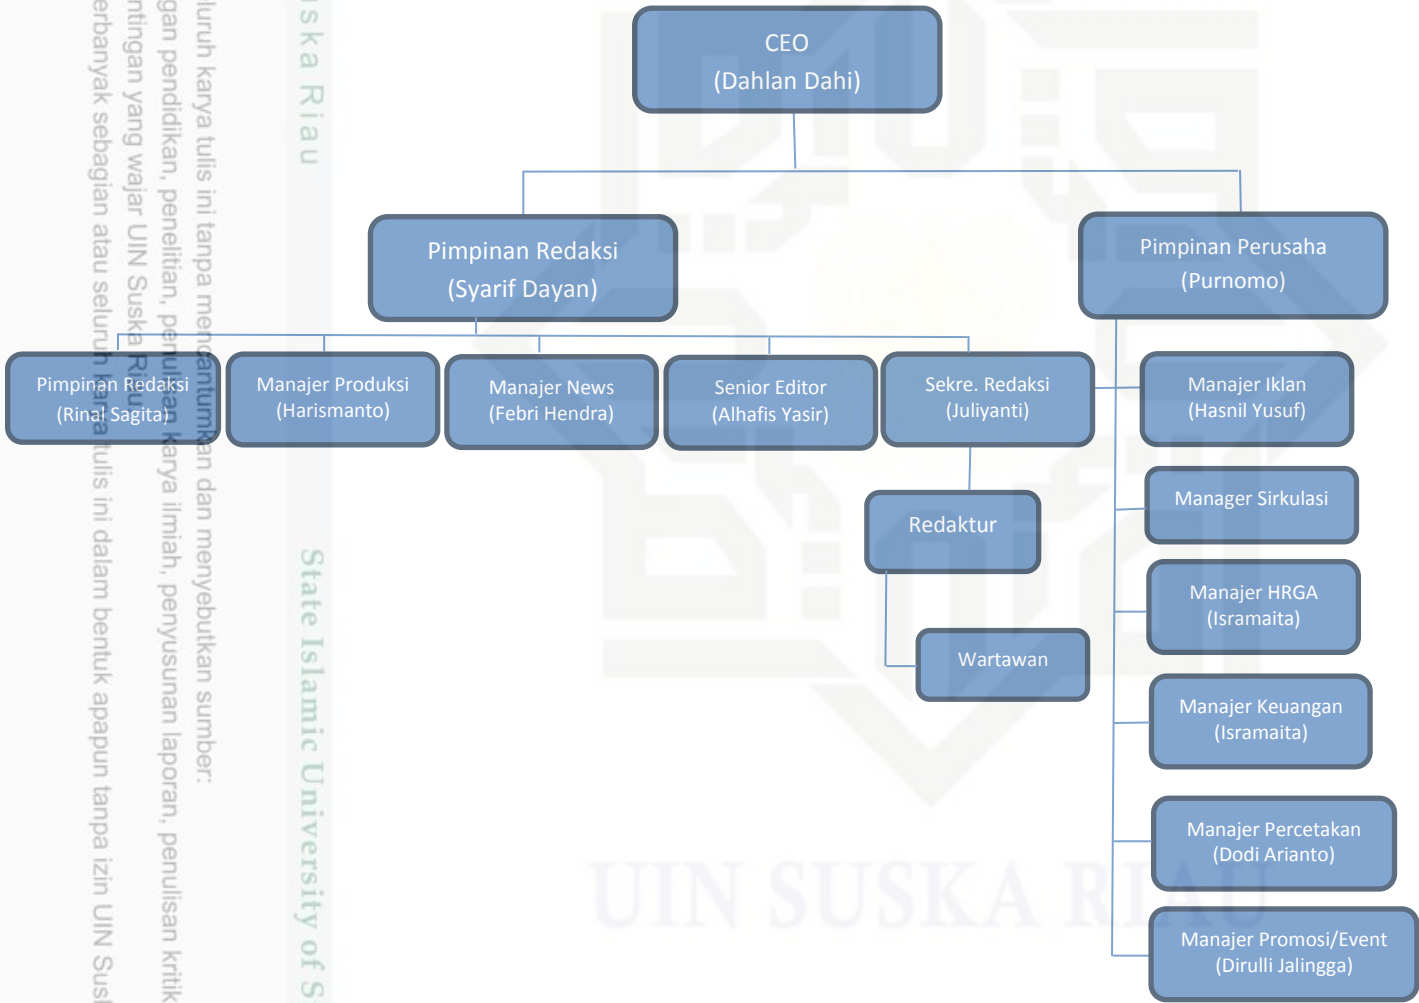 CEO
(Dahlan Dahi)
Pimpinan Redaksi
(Syarif Dayan)
Pimpinan Perusaha
(Purnomo)
Pimpinan Redaksi
(Rinal Sagita)
Manajer Produksi
(Harismanto)
Manajer News
(Febri Hendra)
Senior Editor
(Alhafis Yasir)
Sekre. Redaksi
(Juliyanti)
Manajer Iklan
(Hasnil Yusuf)
Redaktur
Wartawan
Manager Sirkulasi
Manajer HRGA
(Isramaita)
Manajer Keuangan
(Isramaita)
Manajer Percetakan
(Dodi Arianto)
Manajer Promosi/Event
(Dirulli Jalingga)
UIN SUSKA RIAU
uska Riau
State Islamic University of S
eluruh karya tulis ini tanpa mencantumkan dan menyebutkan sumber:
gan pendidikan, penelitian, penulisan karya ilmiah, penyusunan laporan, penulisan kritik
ntingan yang wajar UIN Suska Riau.
erbanyak sebagian atau seluruh karya tulis ini dalam bentuk apapun tanpa izin UIN Susk